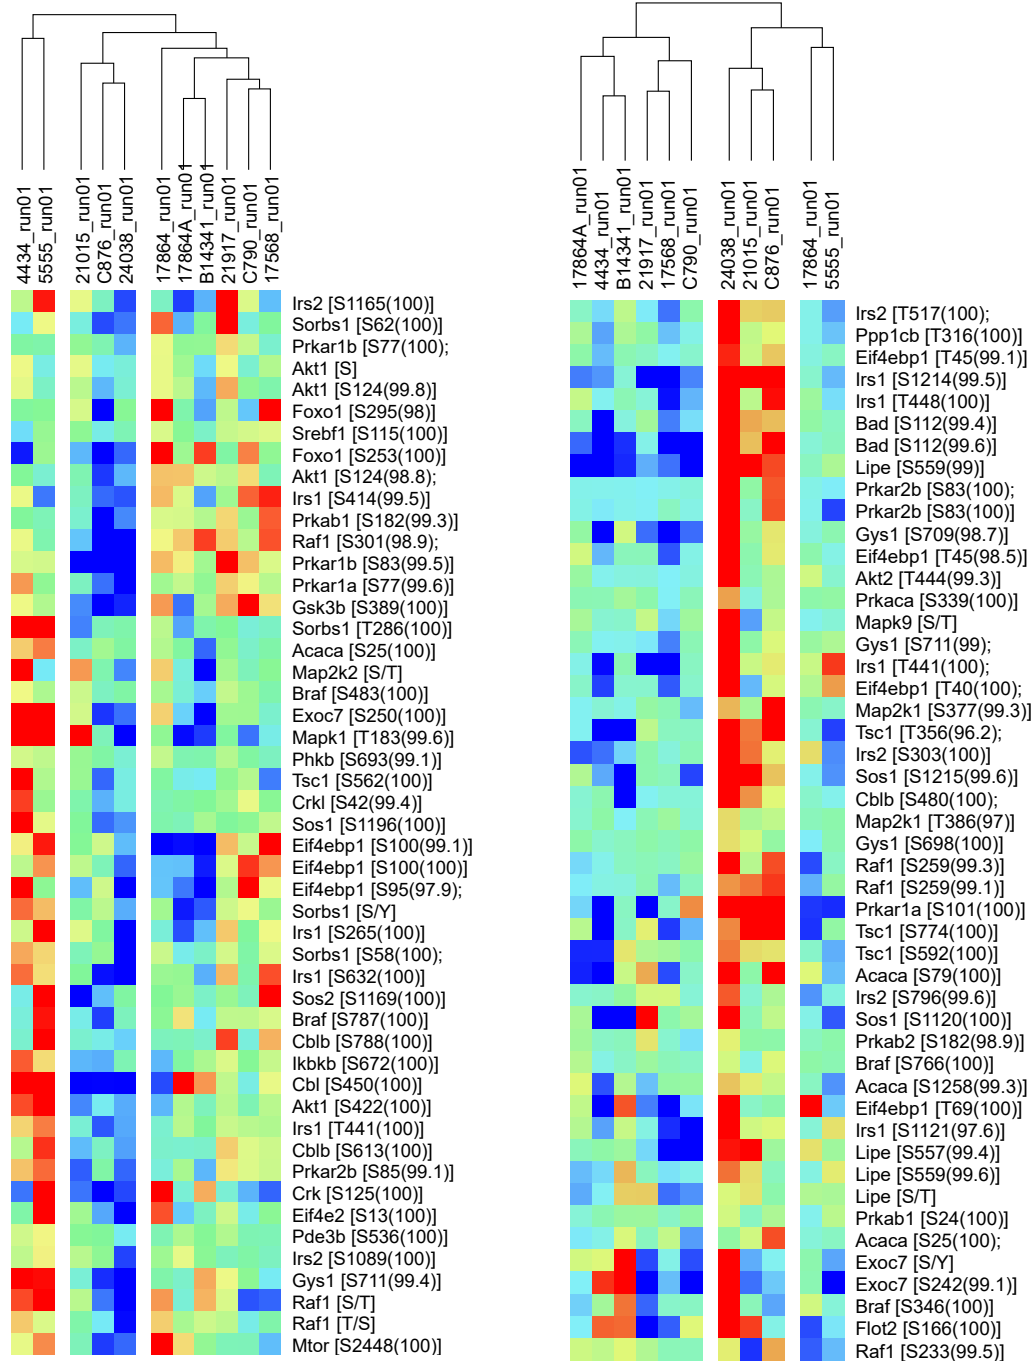 4434_run01
5555_run01
21015_run01
C876_run01
24038_run01
17864_run01
17864A_run01
B14341_run01
21917_run01
C790_run01
17568_run01
Irs2 [S1165(100)]
Sorbs1 [S62(100)]
Prkar1b [S77(100);
Akt1 [S]
Akt1 [S124(99.8)]
Foxo1 [S295(98)]
Srebf1 [S115(100)]
Foxo1 [S253(100)]
Akt1 [S124(98.8);
Irs1 [S414(99.5)]
Prkab1 [S182(99.3)]
Raf1 [S301(98.9);
Prkar1b [S83(99.5)]
Prkar1a [S77(99.6)]
Gsk3b [S389(100)]
Sorbs1 [T286(100)]
Acaca [S25(100)]
Map2k2 [S/T]
Braf [S483(100)]
Exoc7 [S250(100)]
Mapk1 [T183(99.6)]
Phkb [S693(99.1)]
Tsc1 [S562(100)]
Crkl [S42(99.4)]
Sos1 [S1196(100)]
Eif4ebp1 [S100(99.1)]
Eif4ebp1 [S100(100)]
Eif4ebp1 [S95(97.9);
Sorbs1 [S/Y]
Irs1 [S265(100)]
Sorbs1 [S58(100);
Irs1 [S632(100)]
Sos2 [S1169(100)]
Braf [S787(100)]
Cblb [S788(100)]
Ikbkb [S672(100)]
Cbl [S450(100)]
Akt1 [S422(100)]
Irs1 [T441(100)]
Cblb [S613(100)]
Prkar2b [S85(99.1)]
Crk [S125(100)]
Eif4e2 [S13(100)]
Pde3b [S536(100)]
Irs2 [S1089(100)]
Gys1 [S711(99.4)]
Raf1 [S/T]
Raf1 [T/S]
Mtor [S2448(100)]
17864A_run01
4434_run01
B14341_run01
21917_run01
17568_run01
C790_run01
24038_run01
21015_run01
C876_run01
17864_run01
5555_run01
Irs2 [T517(100);
Ppp1cb [T316(100)]
Eif4ebp1 [T45(99.1)]
Irs1 [S1214(99.5)]
Irs1 [T448(100)]
Bad [S112(99.4)]
Bad [S112(99.6)]
Lipe [S559(99)]
Prkar2b [S83(100);
Prkar2b [S83(100)]
Gys1 [S709(98.7)]
Eif4ebp1 [T45(98.5)]
Akt2 [T444(99.3)]
Prkaca [S339(100)]
Mapk9 [S/T]
Gys1 [S711(99);
Irs1 [T441(100);
Eif4ebp1 [T40(100);
Map2k1 [S377(99.3)]
Tsc1 [T356(96.2);
Irs2 [S303(100)]
Sos1 [S1215(99.6)]
Cblb [S480(100);
Map2k1 [T386(97)]
Gys1 [S698(100)]
Raf1 [S259(99.3)]
Raf1 [S259(99.1)]
Prkar1a [S101(100)]
Tsc1 [S774(100)]
Tsc1 [S592(100)]
Acaca [S79(100)]
Irs2 [S796(99.6)]
Sos1 [S1120(100)]
Prkab2 [S182(98.9)]
Braf [S766(100)]
Acaca [S1258(99.3)]
Eif4ebp1 [T69(100)]
Irs1 [S1121(97.6)]
Lipe [S557(99.4)]
Lipe [S559(99.6)]
Lipe [S/T]
Prkab1 [S24(100)]
Acaca [S25(100);
Exoc7 [S/Y]
Exoc7 [S242(99.1)]
Braf [S346(100)]
Flot2 [S166(100)]
Raf1 [S233(99.5)]